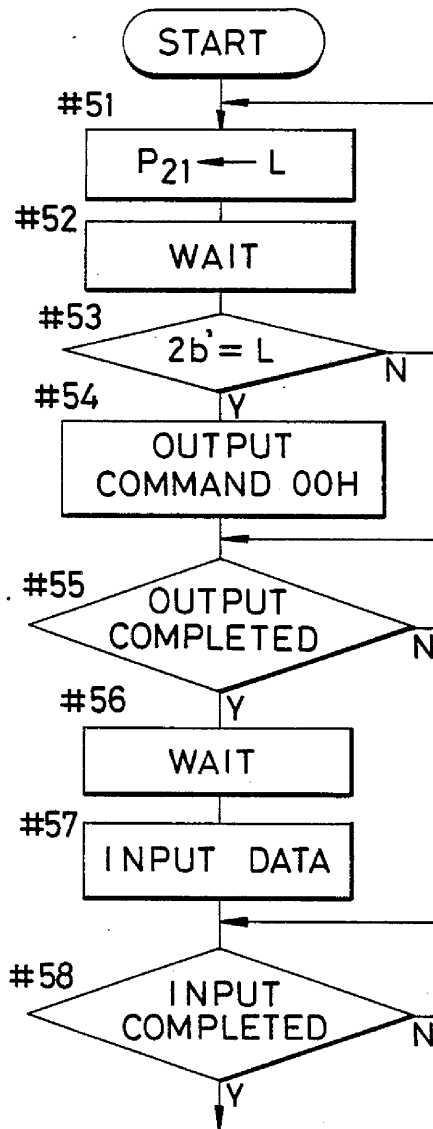 START
#51
P21 ← L
#52
WAIT
#53
2b' = L
N
Y
#54
OUTPUT
COMMAND 00H
#55
OUTPUT
COMPLETED
N
Y
#56
WAIT
#57
INPUT DATA
#58
INPUT
COMPLETED
N
Y